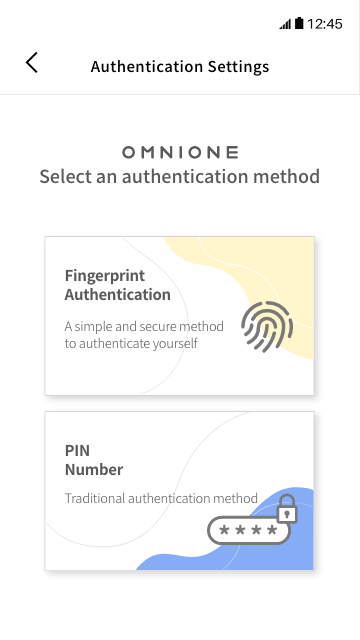 12:45
Authentication Settings
OMNIONE
Select an authentication method
Fingerprint
Authentication
A simple and secure method
to authenticate yourself
PIN
Number
Traditional authentication method
****